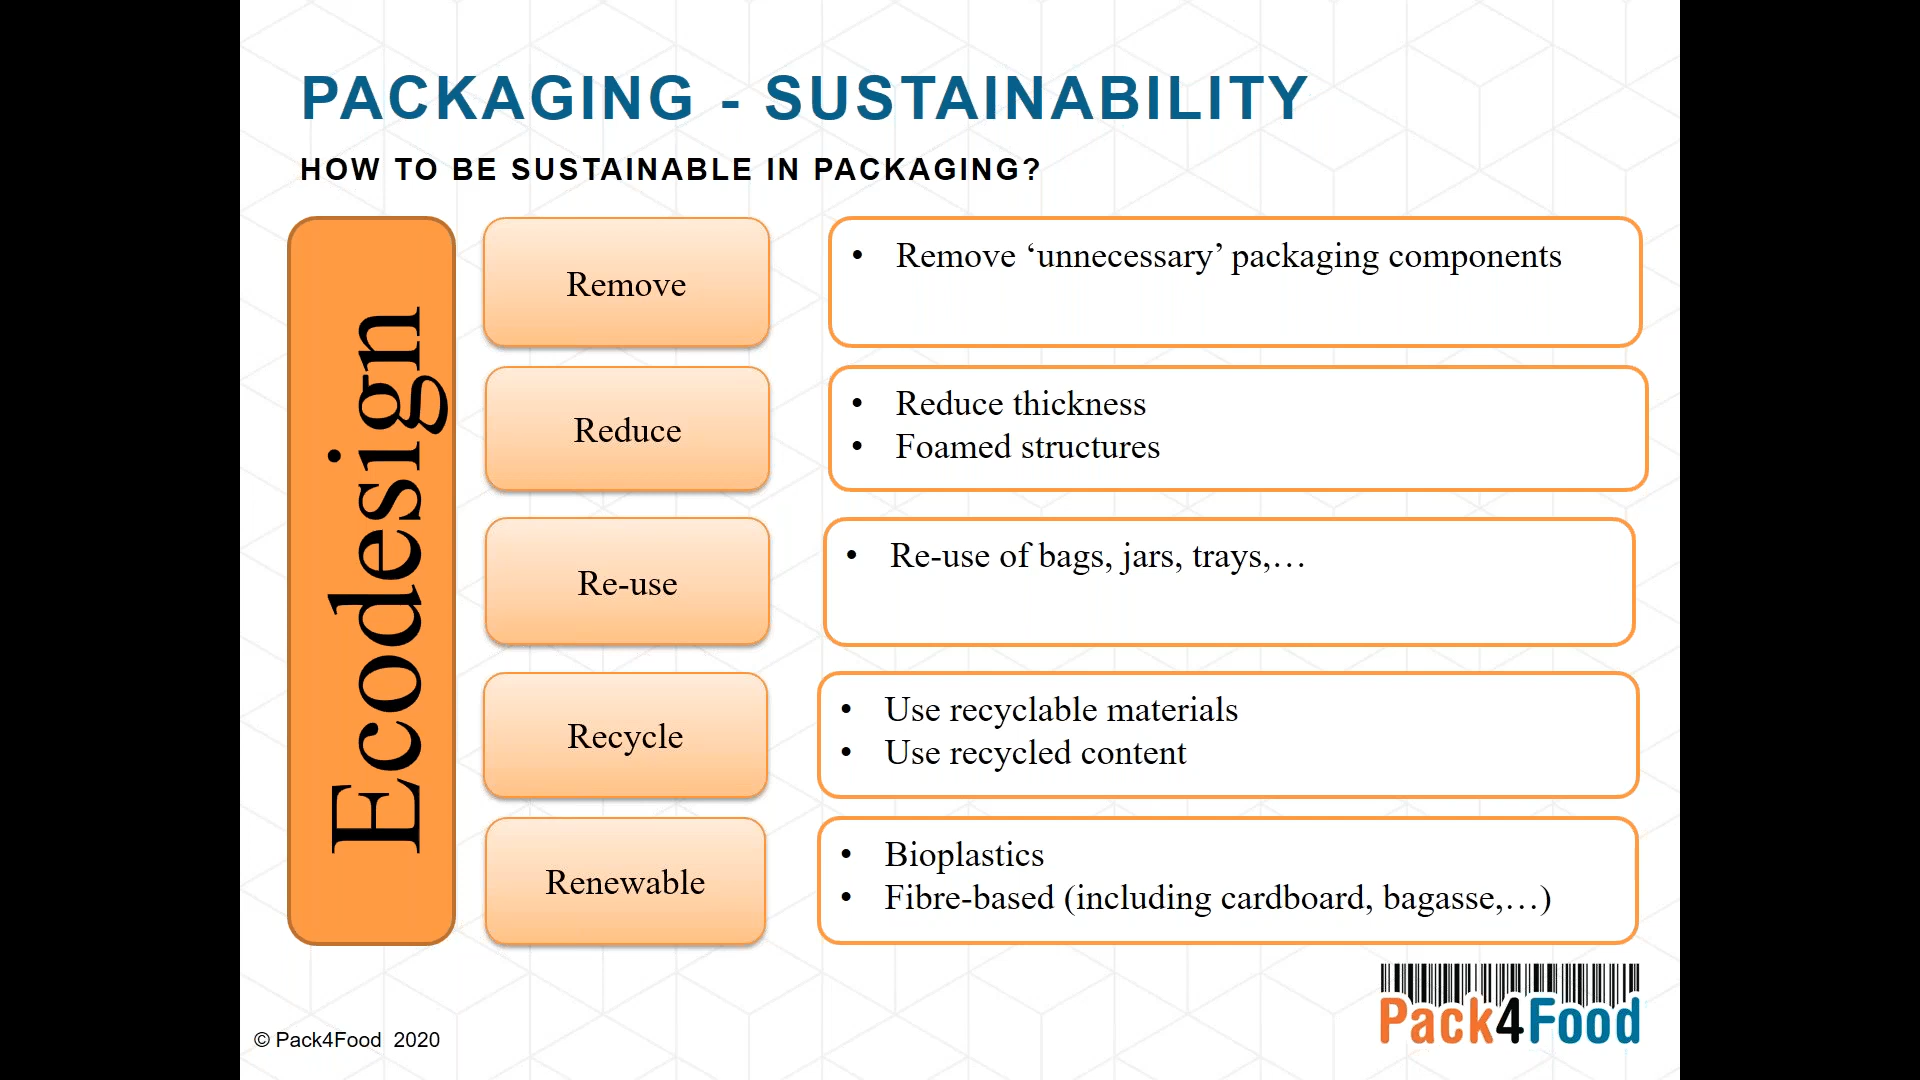 PACKAGING - SUSTAINABILITY
HOW TO BE SUSTAINABLE IN PACKAGING?
Ecodesign
Remove
• Remove ‘unnecessary’ packaging components
Reduce
• Reduce thickness
• Foamed structures
Re-use
• Re-use of bags, jars, trays,…
Recycle
• Use recyclable materials
• Use recycled content
Renewable
• Bioplastics
• Fibre-based (including cardboard, bagasse,…)
© Pack4Food 2020
Pack4Food